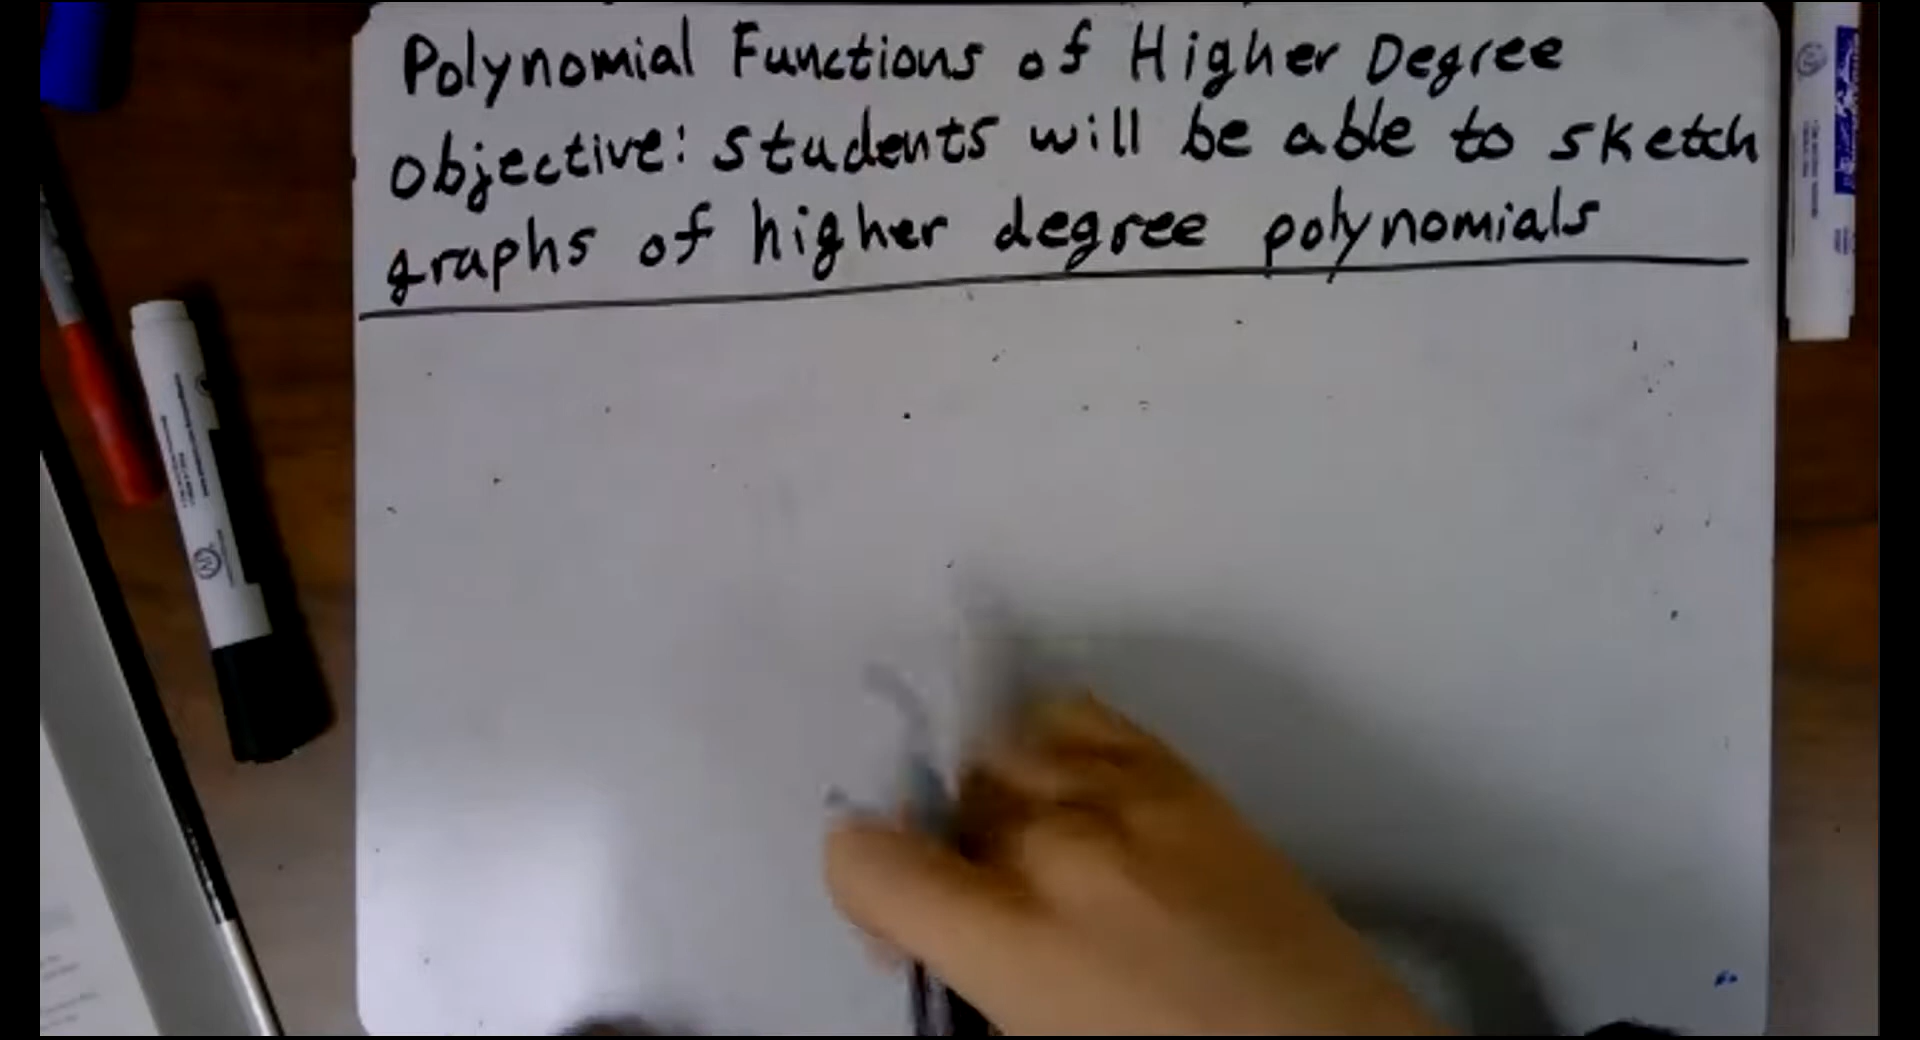 Polynomial Functions of Higher Degree
Objective: students will be able to sketch
graphs of higher degree polynomials